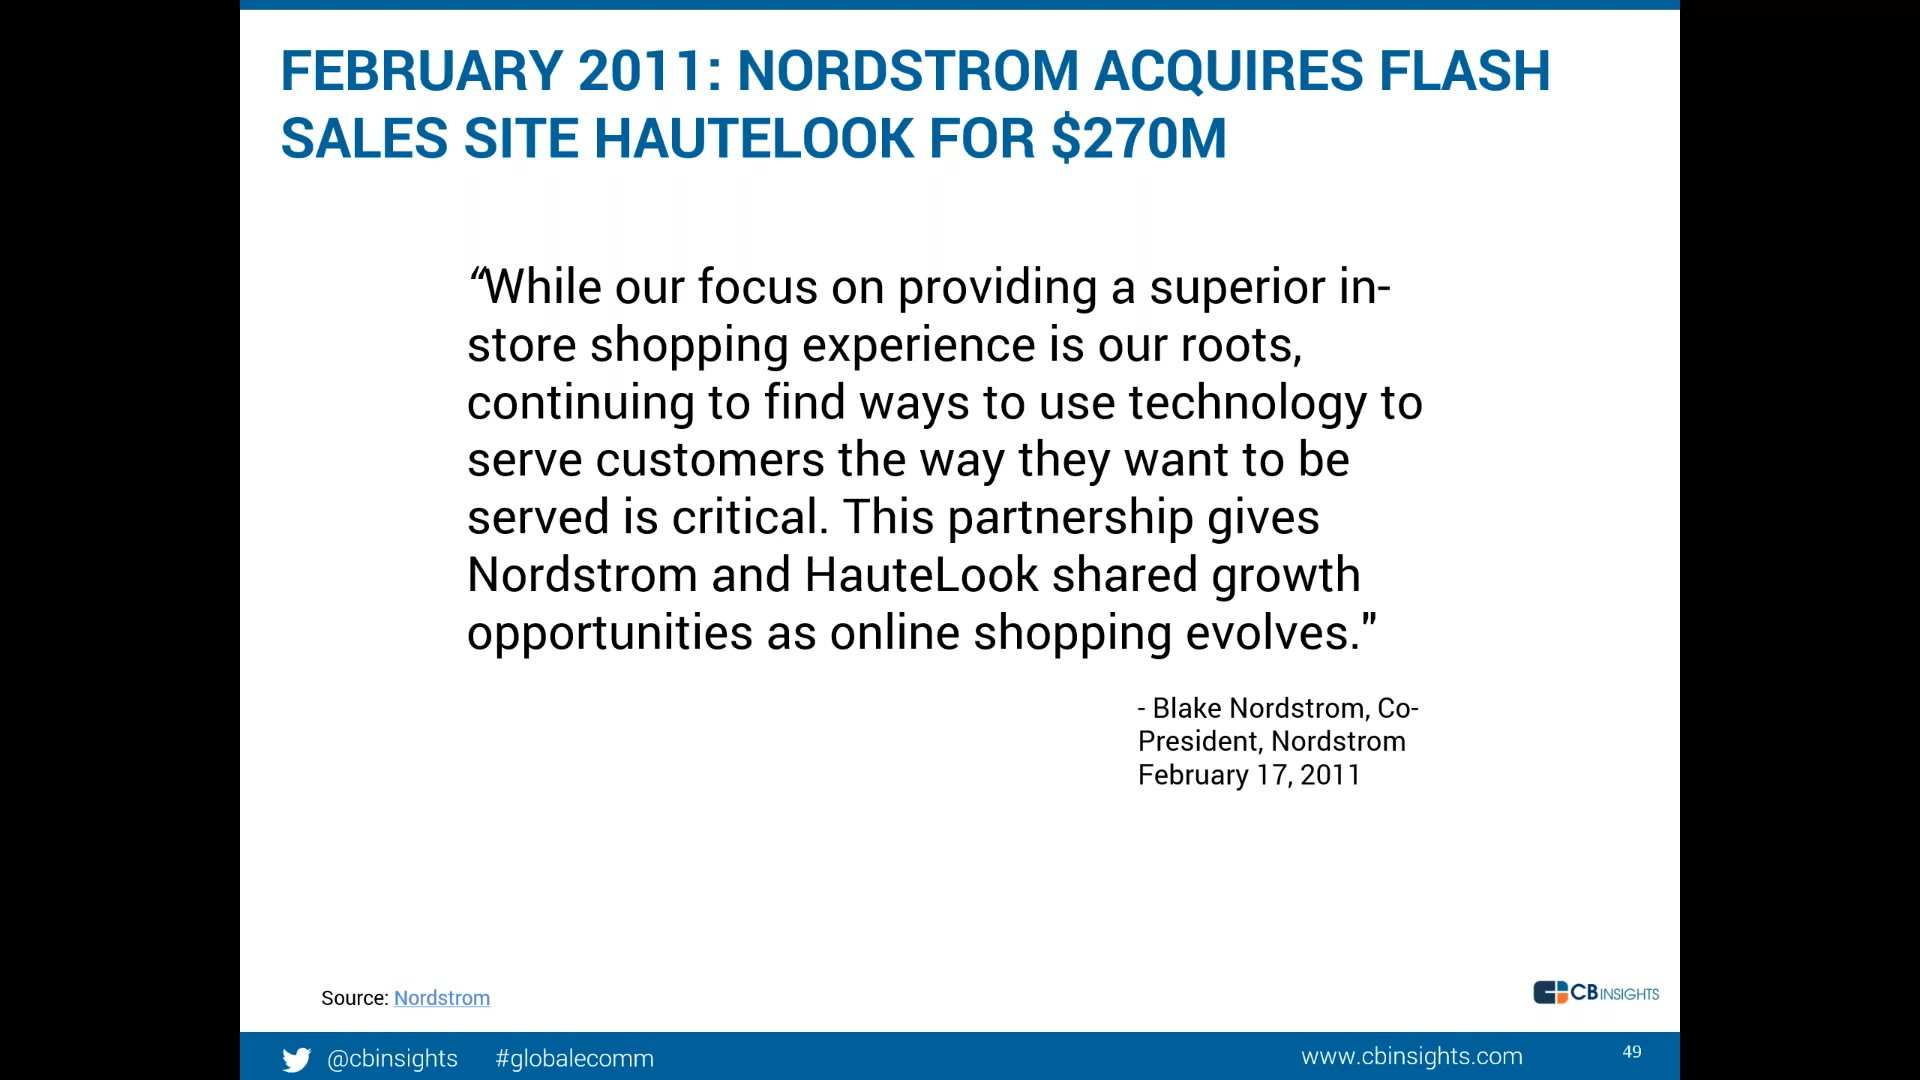 FEBRUARY 2011: NORDSTROM ACQUIRES FLASH
SALES SITE HAUTELOOK FOR $270M
“While our focus on providing a superior in-
store shopping experience is our roots,
continuing to find ways to use technology to
serve customers the way they want to be
served is critical. This partnership gives
Nordstrom and HauteLook shared growth
opportunities as online shopping evolves."
- Blake Nordstrom, Co-
President, Nordstrom
February 17, 2011
Source: Nordstrom
CBINSIGHTS
@cbinsights #globalecomm
www.cbinsights.com 49